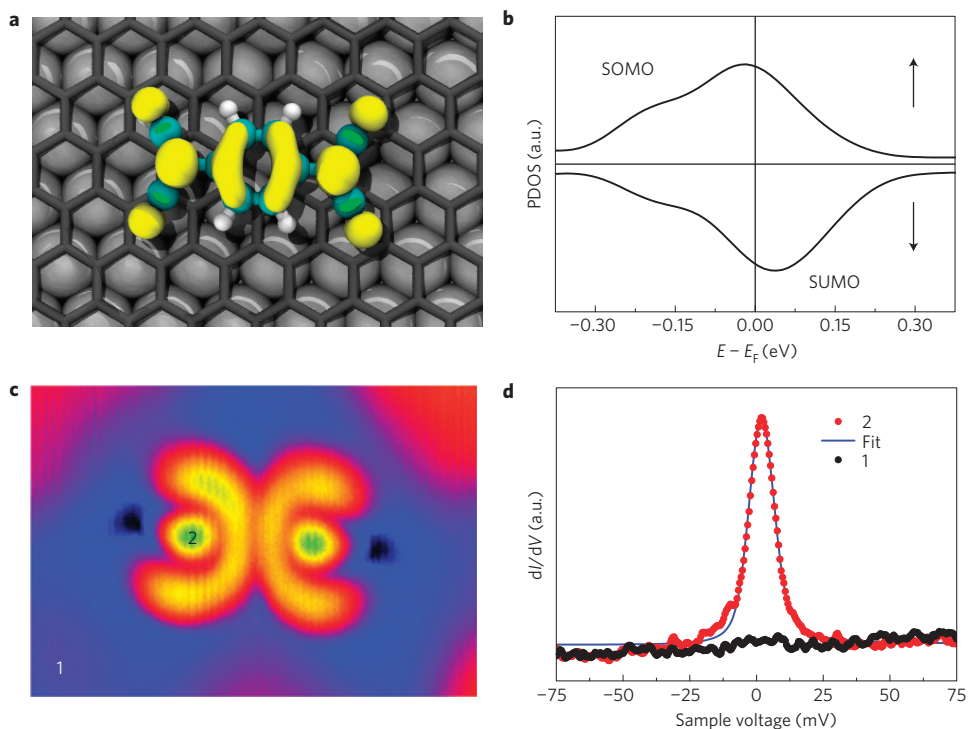 a
b
SOMO
PDOS (a.u.)
SUMO
−0.30 −0.15 0.00 0.15 0.30
E − E_F (eV)
c
2
1
d
2
Fit
1
dI/dV (a.u.)
−75 −50 −25 0 25 50 75
Sample voltage (mV)